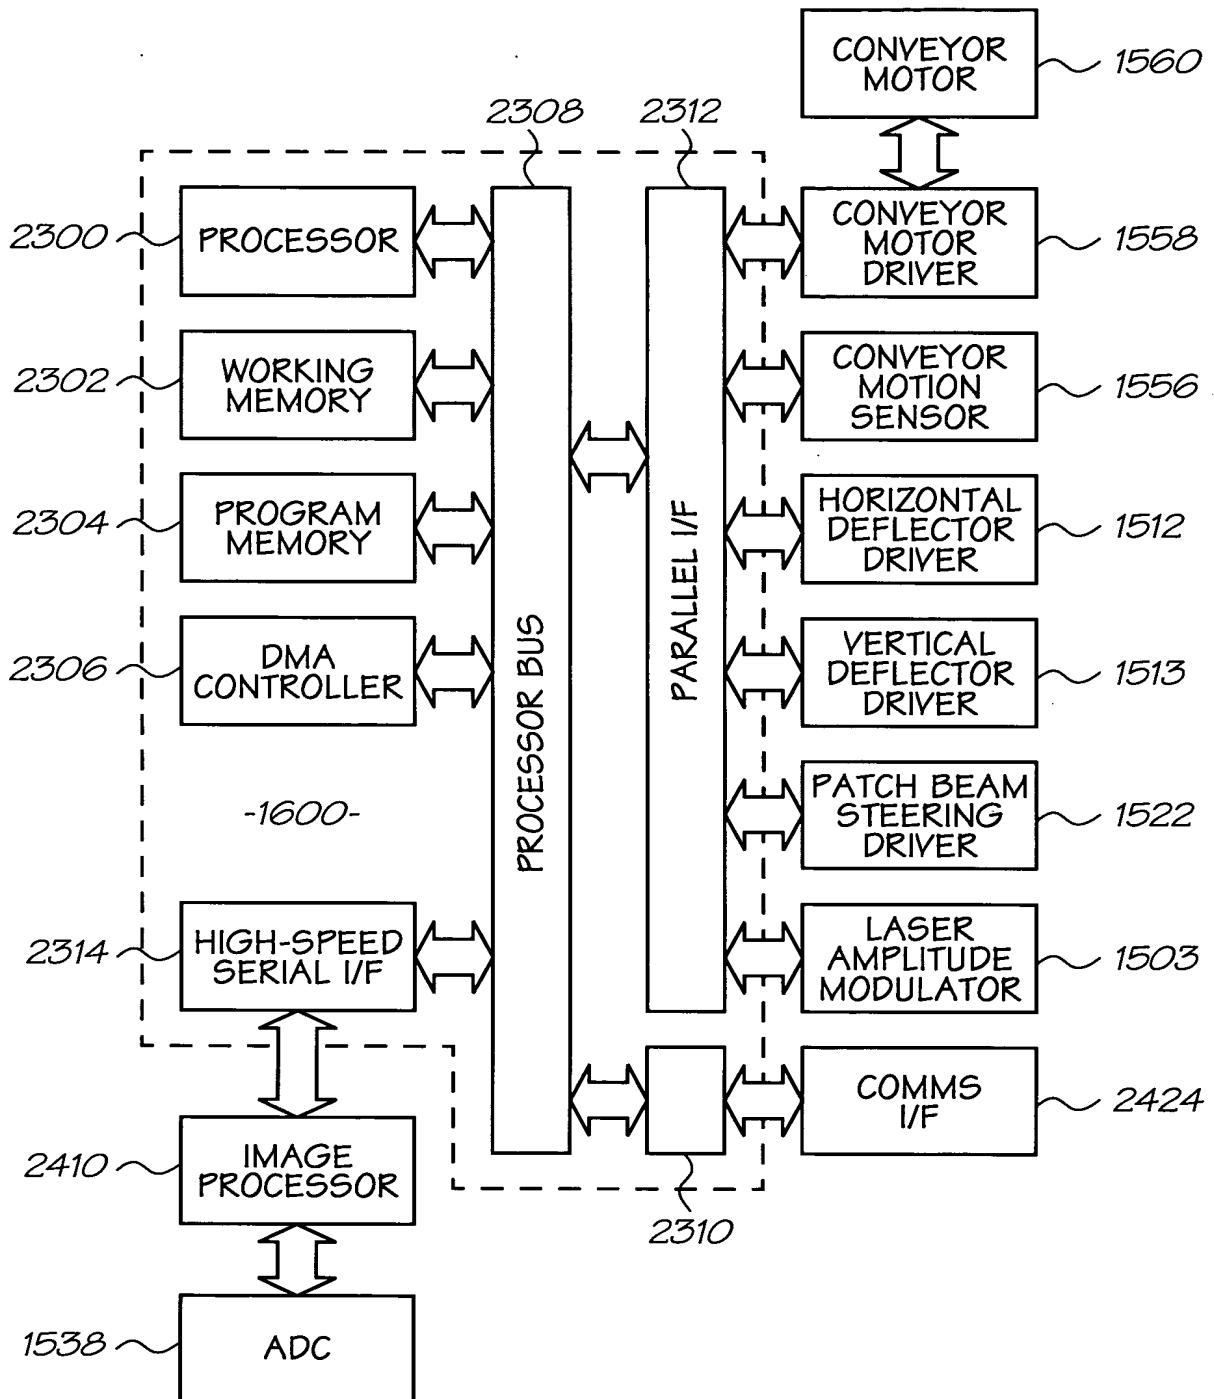 CONVEYOR
MOTOR
1560
2308
2312
2300
PROCESSOR
CONVEYOR
MOTOR
DRIVER
1558
2302
WORKING
MEMORY
CONVEYOR
MOTION
SENSOR
1556
2304
PROGRAM
MEMORY
HORIZONTAL
DEFLECTOR
DRIVER
1512
PROCESSOR BUS
PARALLEL I/F
2306
DMA
CONTROLLER
VERTICAL
DEFLECTOR
DRIVER
1513
-1600-
PATCH BEAM
STEERING
DRIVER
1522
2314
HIGH-SPEED
SERIAL I/F
LASER
AMPLITUDE
MODULATOR
1503
COMMS
I/F
2424
2410
IMAGE
PROCESSOR
2310
1538
ADC